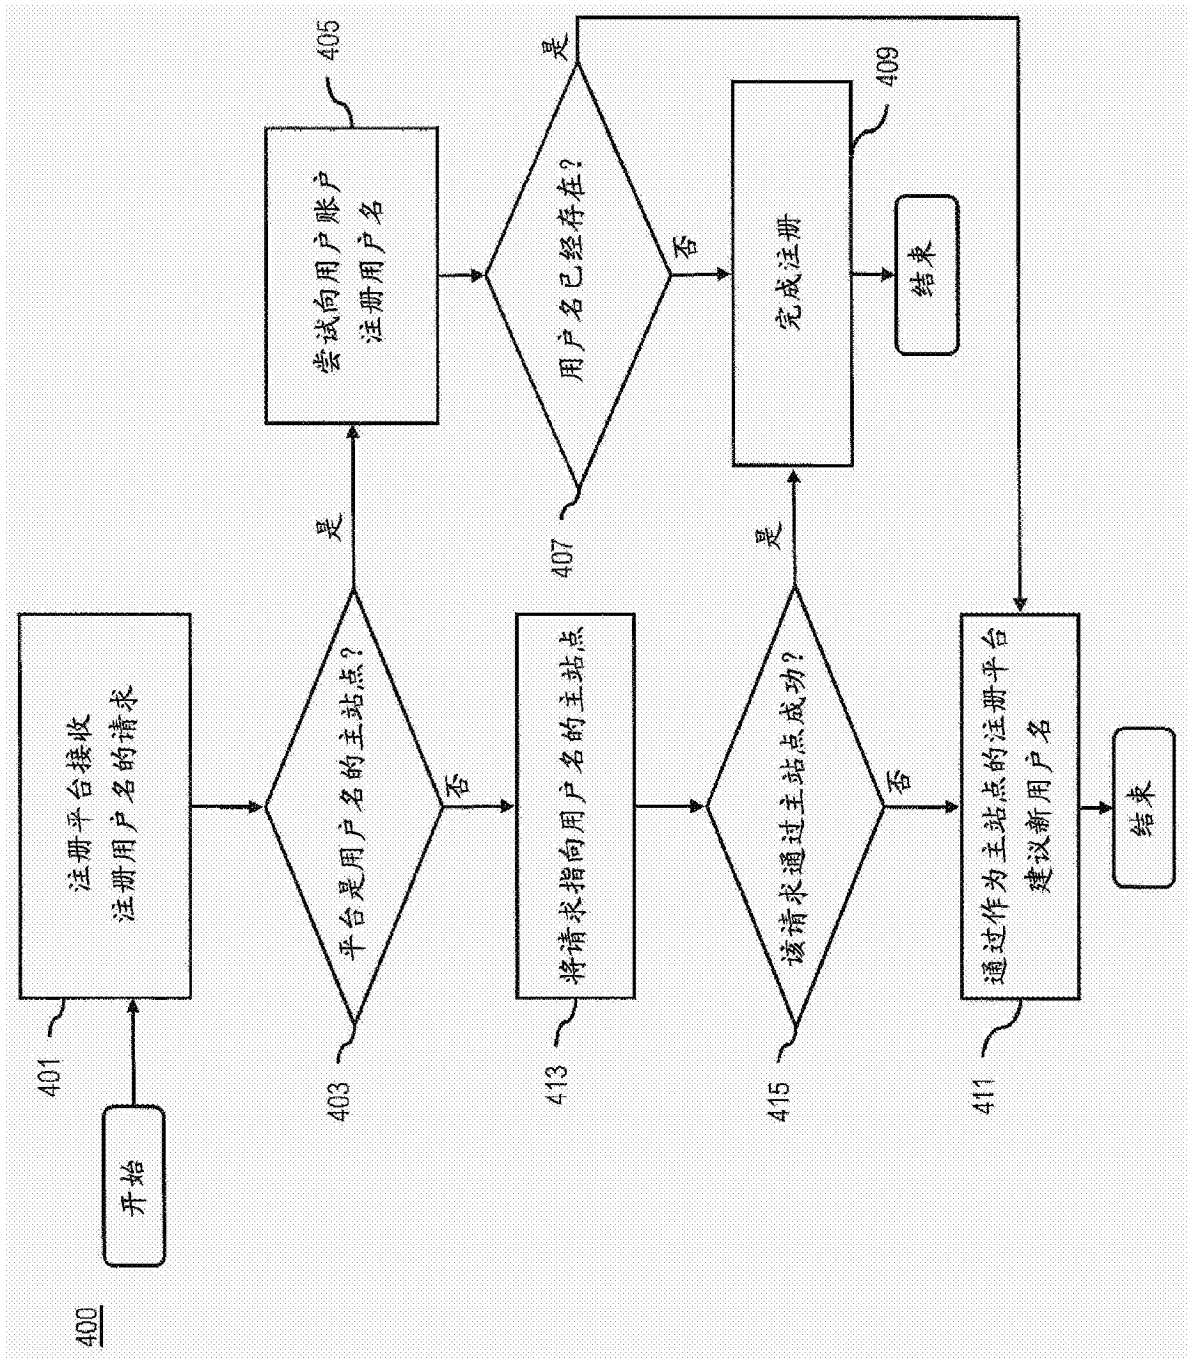 400
开始
401
注册平台接收
注册用户名的请求
403
平台是用户名的主站点?
是
否
405
尝试向用户账户
注册用户名
407
用户名已经存在?
是
否
409
完成注册
结束
413
将请求指向用户名的主站点
415
该请求通过主站点成功?
是
否
411
通过作为主站点的注册平台
建议新用户名
结束